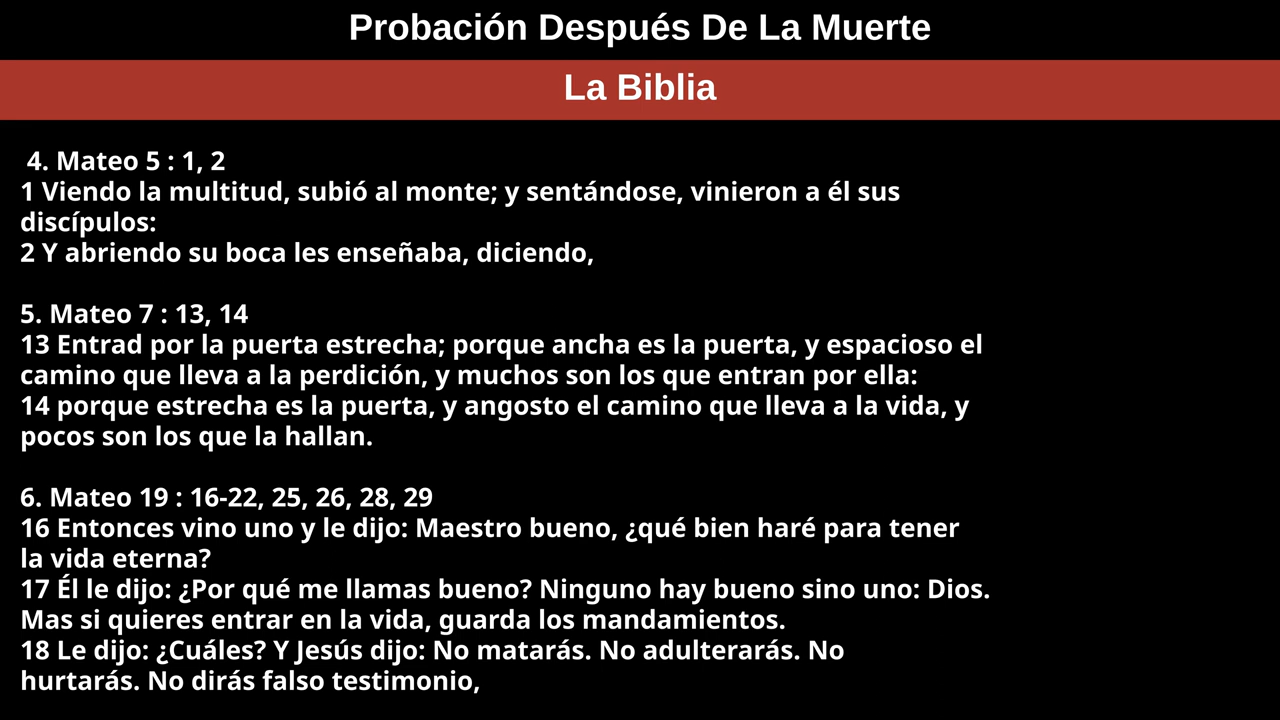 Probación Después De La Muerte
La Biblia
4. Mateo 5 : 1, 2
1 Viendo la multitud, subió al monte; y sentándose, vinieron a él sus
discípulos:
2 Y abriendo su boca les enseñaba, diciendo,
5. Mateo 7 : 13, 14
13 Entrad por la puerta estrecha; porque ancha es la puerta, y espacioso el
camino que lleva a la perdición, y muchos son los que entran por ella:
14 porque estrecha es la puerta, y angosto el camino que lleva a la vida, y
pocos son los que la hallan.
6. Mateo 19 : 16-22, 25, 26, 28, 29
16 Entonces vino uno y le dijo: Maestro bueno, ¿qué bien haré para tener
la vida eterna?
17 Él le dijo: ¿Por qué me llamas bueno? Ninguno hay bueno sino uno: Dios.
Mas si quieres entrar en la vida, guarda los mandamientos.
18 Le dijo: ¿Cuáles? Y Jesús dijo: No matarás. No adulterarás. No
hurtarás. No dirás falso testimonio,